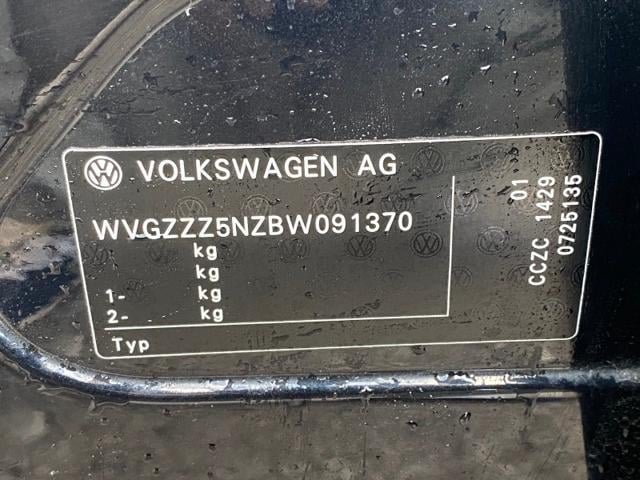 VOLKSWAGEN AG
WVGZZZ5NZBW091370
kg
kg
1- kg
2- kg
Typ
01
CCZC 1429
0725135